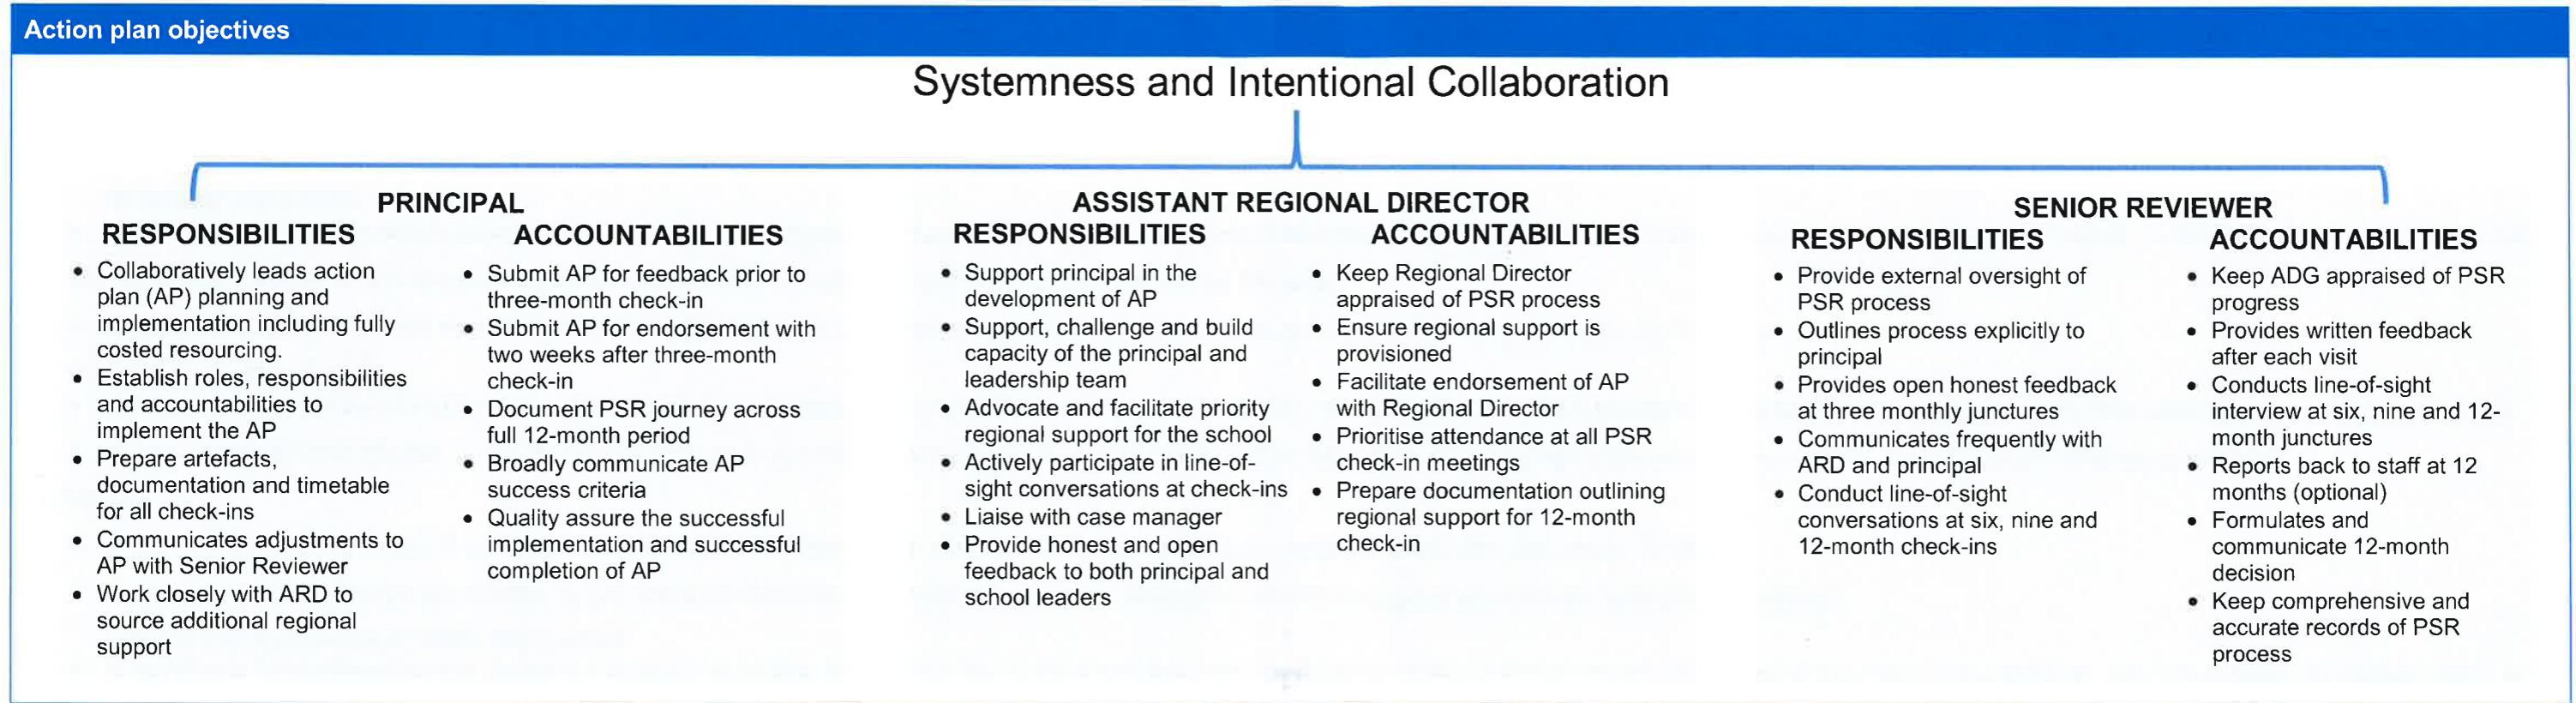 Action plan objectives
Systemness and Intentional Collaboration
PRINCIPAL
RESPONSIBILITIES
• Collaboratively leads action
plan (AP) planning and
implementation including fully
costed resourcing.
• Establish roles, responsibilities
and accountabilities to
implement the AP
• Prepare artefacts,
documentation and timetable
for all check-ins
• Communicates adjustments to
AP with Senior Reviewer
• Work closely with ARD to
source additional regional
support
ACCOUNTABILITIES
• Submit AP for feedback prior to
three-month check-in
• Submit AP for endorsement with
two weeks after three-month
check-in
• Document PSR journey across
full 12-month period
• Broadly communicate AP
success criteria
• Quality assure the successful
implementation and successful
completion of AP
ASSISTANT REGIONAL DIRECTOR
RESPONSIBILITIES
• Support principal in the
development of AP
• Support, challenge and build
capacity of the principal and
leadership team
• Advocate and facilitate priority
regional support for the school
• Actively participate in line-of-
sight conversations at check-ins
• Liaise with case manager
• Provide honest and open
feedback to both principal and
school leaders
ACCOUNTABILITIES
• Keep Regional Director
appraised of PSR process
• Ensure regional support is
provisioned
• Facilitate endorsement of AP
with Regional Director
• Prioritise attendance at all PSR
check-in meetings
• Prepare documentation outlining
regional support for 12-month
check-in
SENIOR REVIEWER
RESPONSIBILITIES
• Provide external oversight of
PSR process
• Outlines process explicitly to
principal
• Provides open honest feedback
at three monthly junctures
• Communicates frequently with
ARD and principal
• Conduct line-of-sight
conversations at six, nine and
12-month check-ins
ACCOUNTABILITIES
• Keep ADG appraised of PSR
progress
• Provides written feedback
after each visit
• Conducts line-of-sight
interview at six, nine and 12-
month junctures
• Reports back to staff at 12
months (optional)
• Formulates and
communicate 12-month
decision
• Keep comprehensive and
accurate records of PSR
process